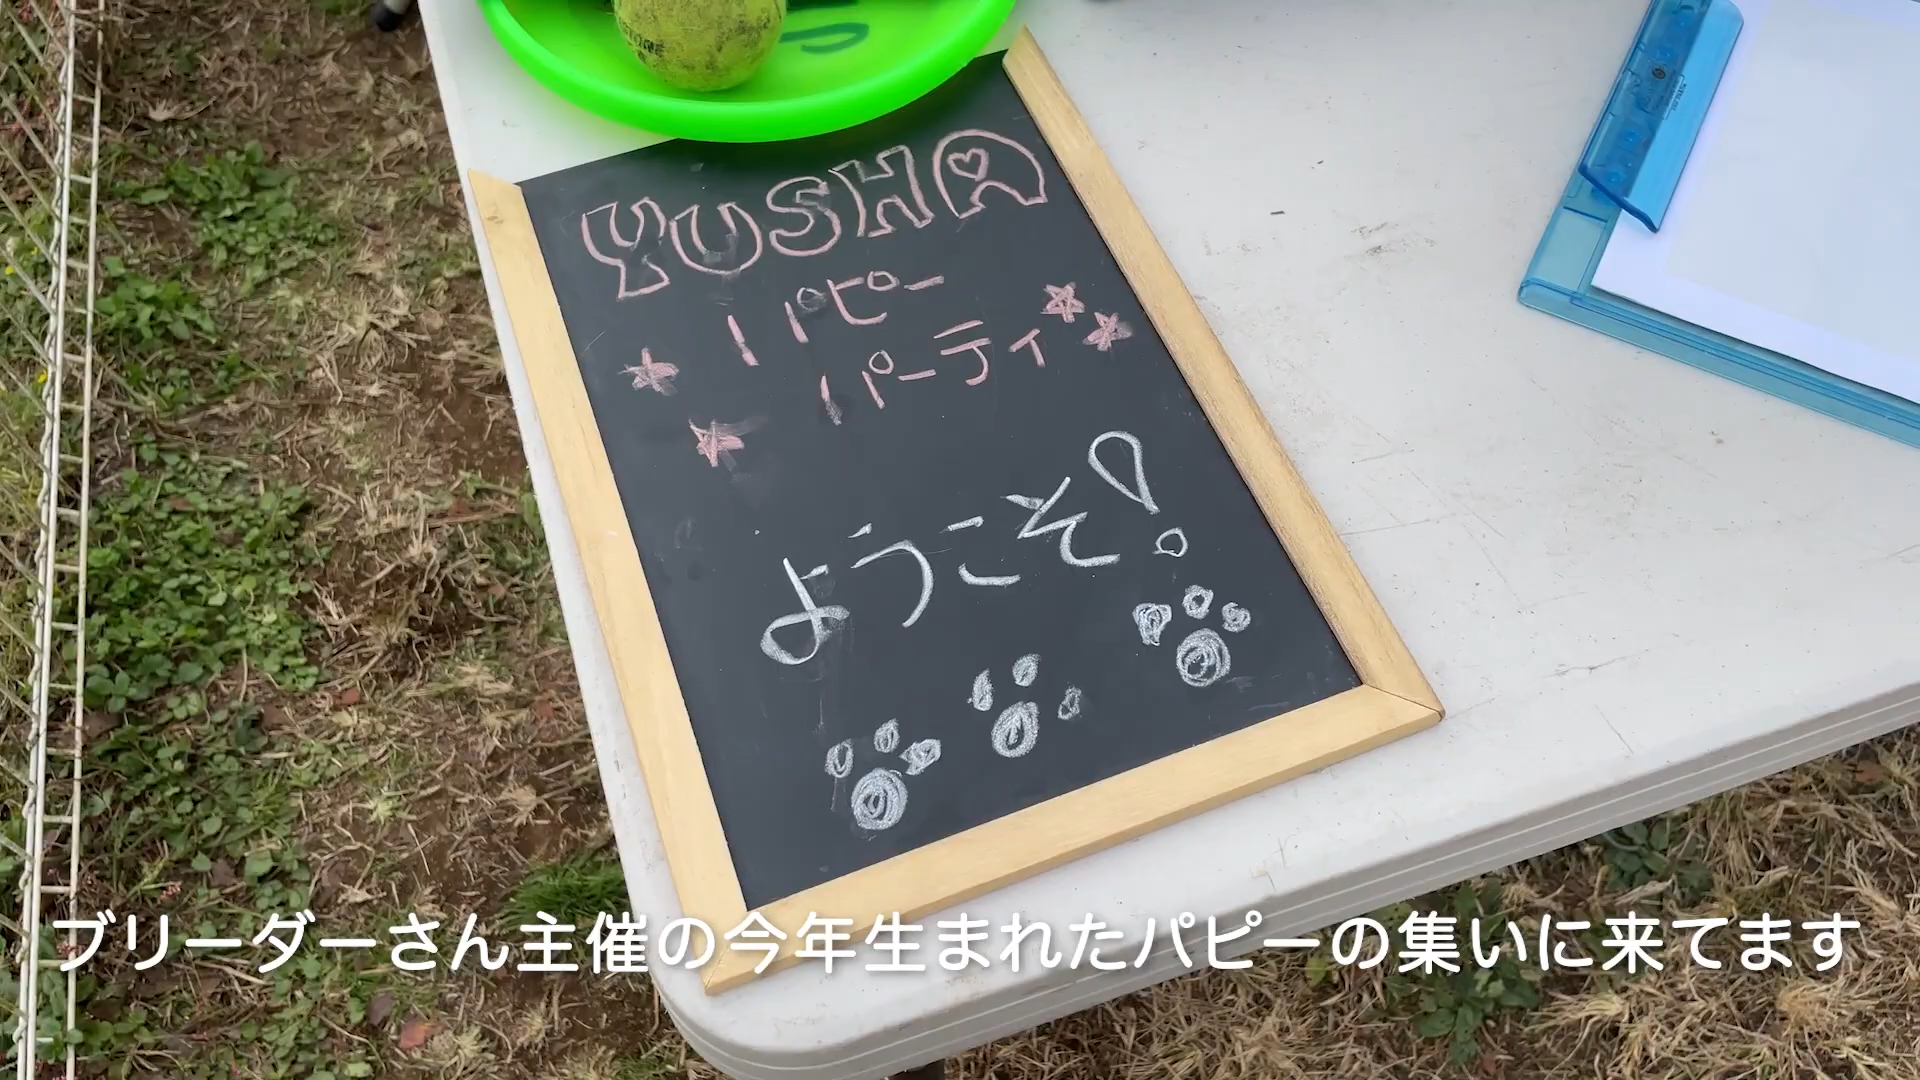 YUSHA
パピー
パーティ
ようこそ!
ブリーダーさん主催の今年生まれたパピーの集いに来てます